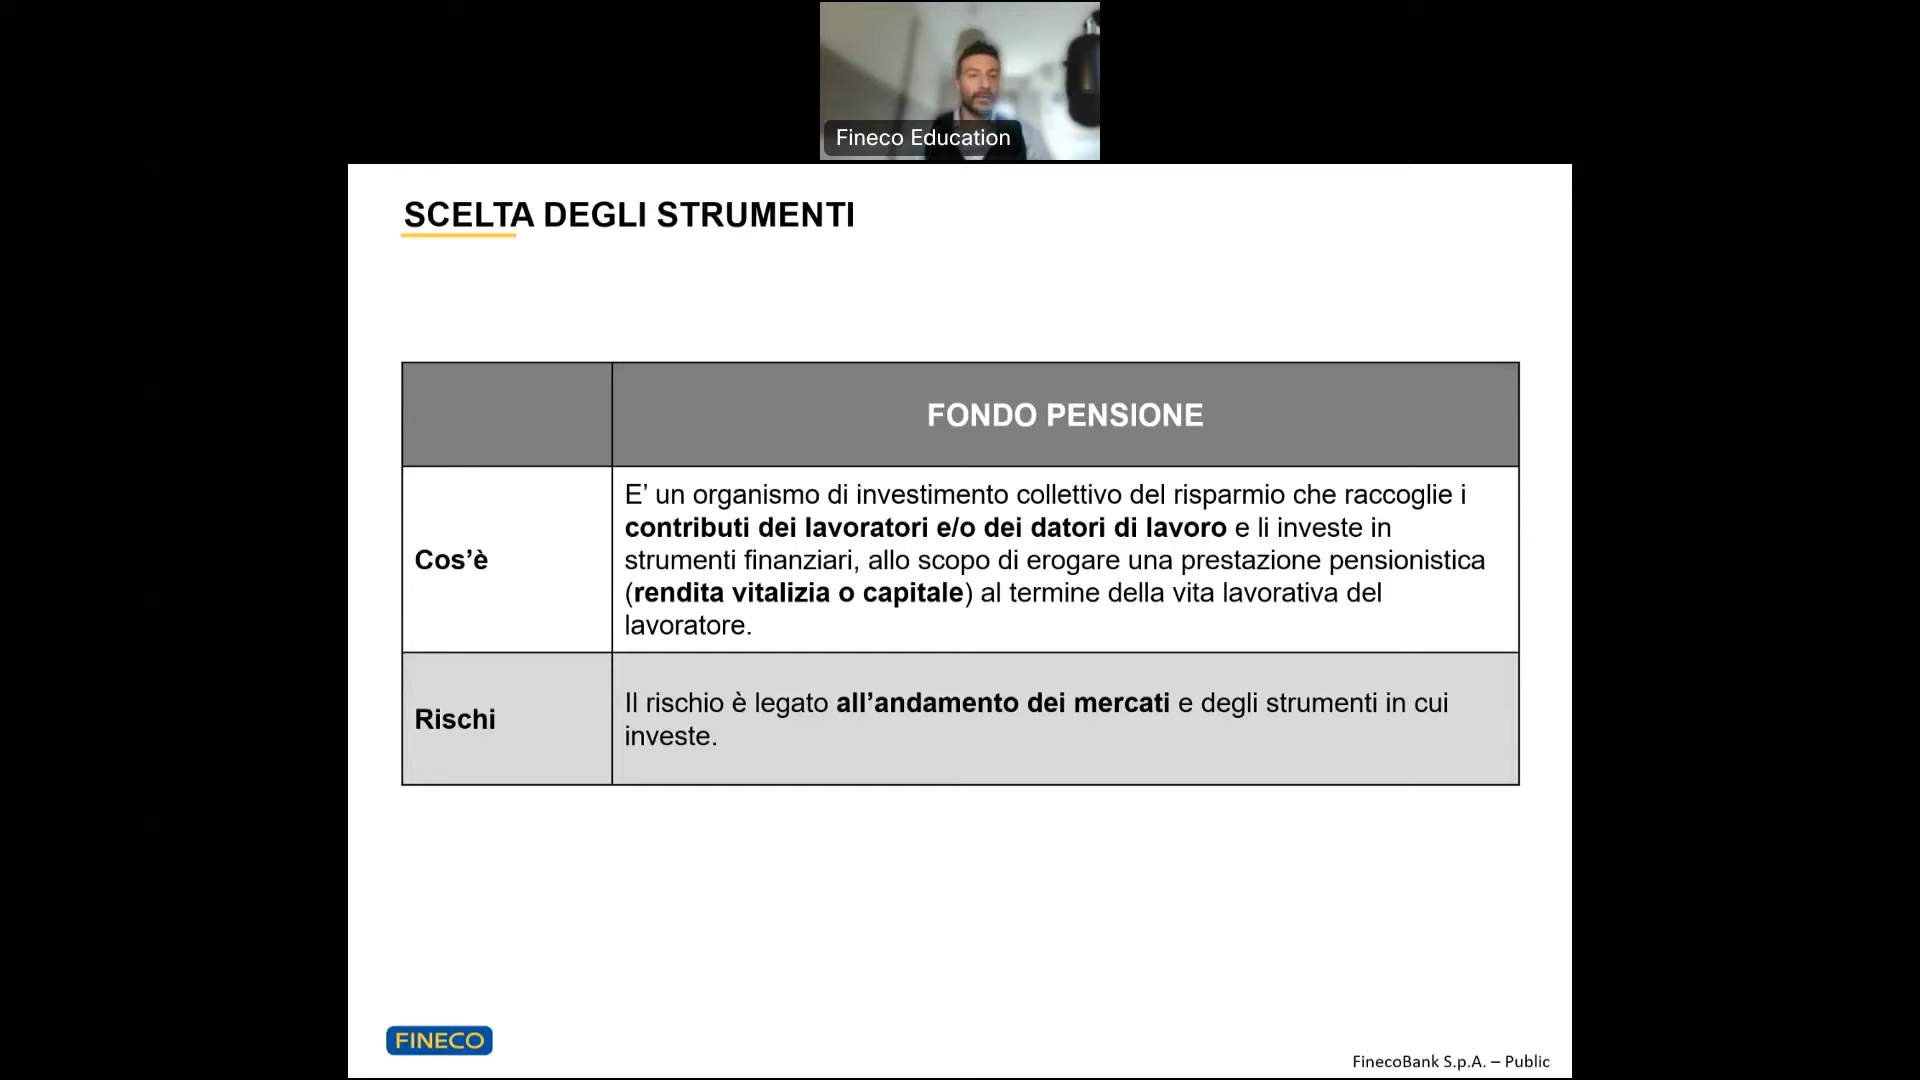 Fineco Education
SCELTA DEGLI STRUMENTI
FONDO PENSIONE
Cos’è
E’ un organismo di investimento collettivo del risparmio che raccoglie i
contributi dei lavoratori e/o dei datori di lavoro e li investe in
strumenti finanziari, allo scopo di erogare una prestazione pensionistica
(rendita vitalizia o capitale) al termine della vita lavorativa del
lavoratore.
Rischi
Il rischio è legato all’andamento dei mercati e degli strumenti in cui
investe.
FINECO
FinecoBank S.p.A. – Public